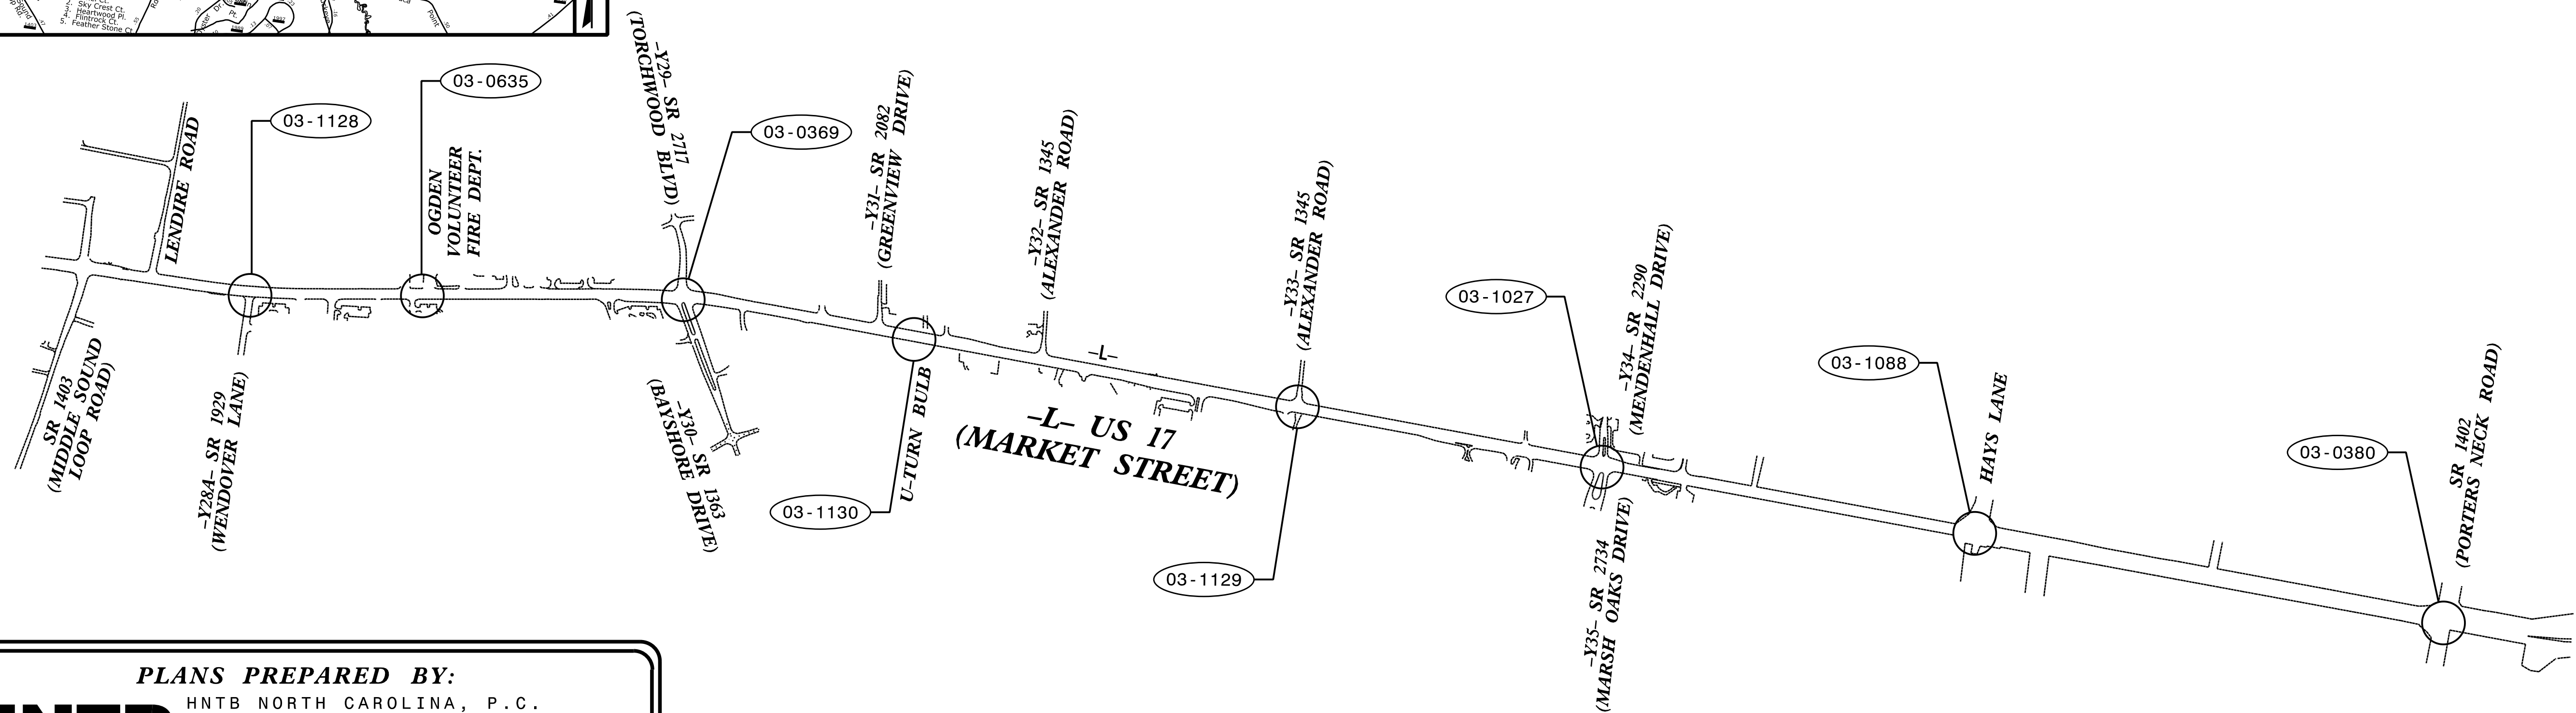 Sky Crest Ct.
Heartwood Pl.
Flintrock Ct.
5. Feather Stone Ct
Point
03-0635
03-1128
03-0369
-Y29- SR 2717
(TORCHWOOD BLVD)
-Y31- SR 2082
(GREENVIEW DRIVE)
-Y32- SR 1345
(ALEXANDER ROAD)
-Y33- SR 1345
(ALEXANDER ROAD)
LENDIRE ROAD
OGDEN
VOLUNTEER
FIRE DEPT.
03-1027
-Y34- SR 2290
(MENDENHALL DRIVE)
03-1088
HAYS LANE
03-0380
SR 1402
(PORTERS NECK ROAD)
SR 1403
(MIDDLE SOUND
LOOP ROAD)
-Y28A- SR 1929
(WENDOVER LANE)
-Y30- SR 1363
(BAYSHORE DRIVE)
U-TURN BULB
03-1130
-L-
-L- US 17
(MARKET STREET)
03-1129
-Y35- SR 2734
(MARSH OAKS DRIVE)
PLANS PREPARED BY:
HNTB
HNTB NORTH CAROLINA, P.C.